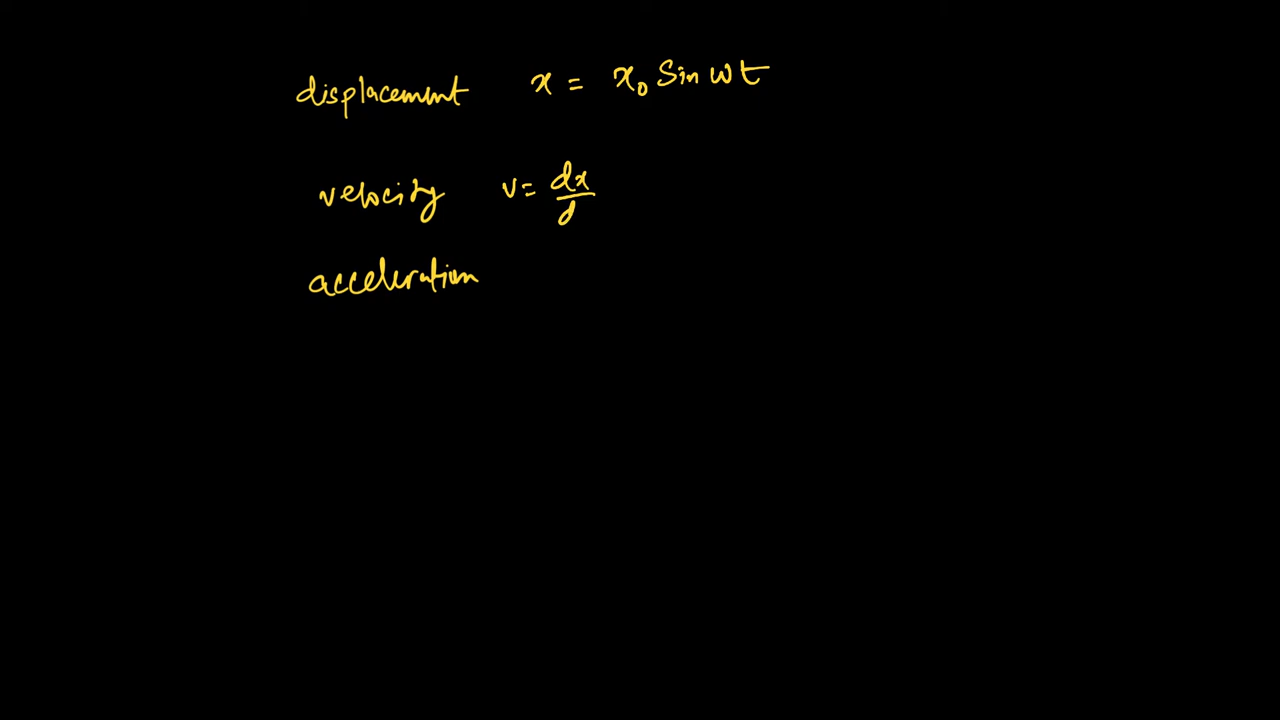 displacement x = x₀ Sin ωt
velocity v = dx/d
acceleration